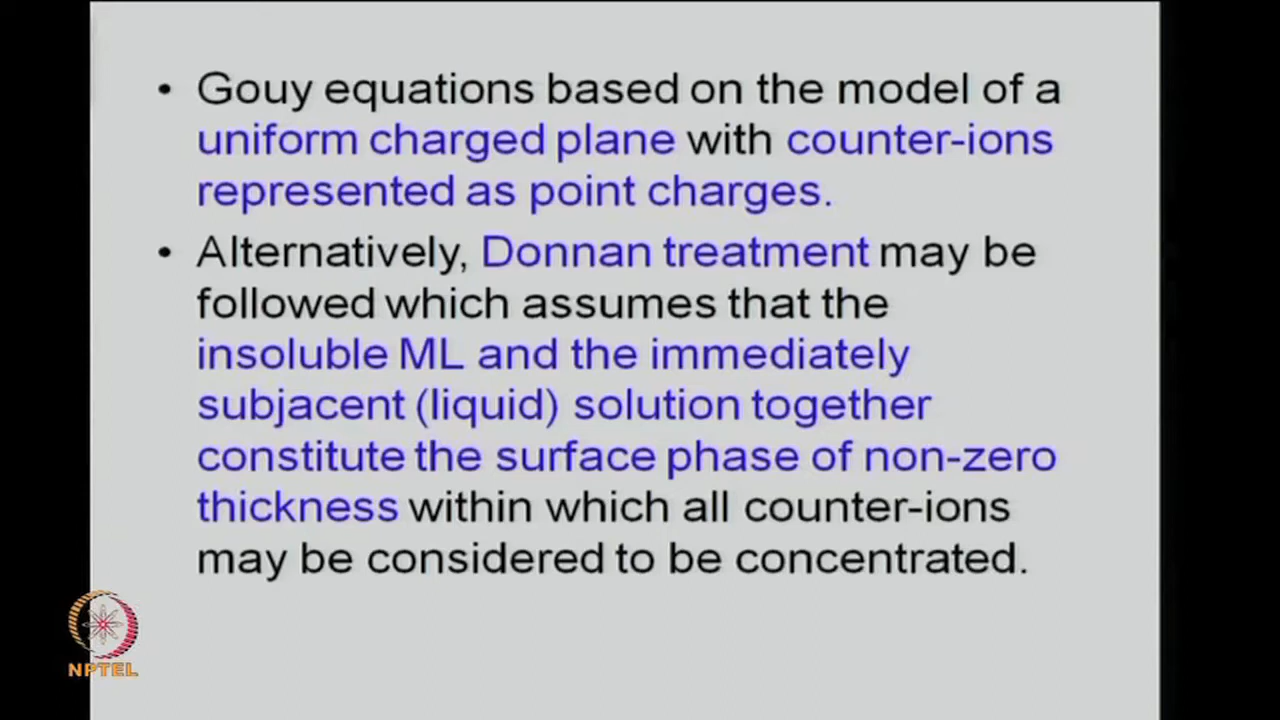 • Gouy equations based on the model of a
uniform charged plane with counter-ions
represented as point charges.
• Alternatively, Donnan treatment may be
followed which assumes that the
insoluble ML and the immediately
subjacent (liquid) solution together
constitute the surface phase of non-zero
thickness within which all counter-ions
may be considered to be concentrated.
NPTEL